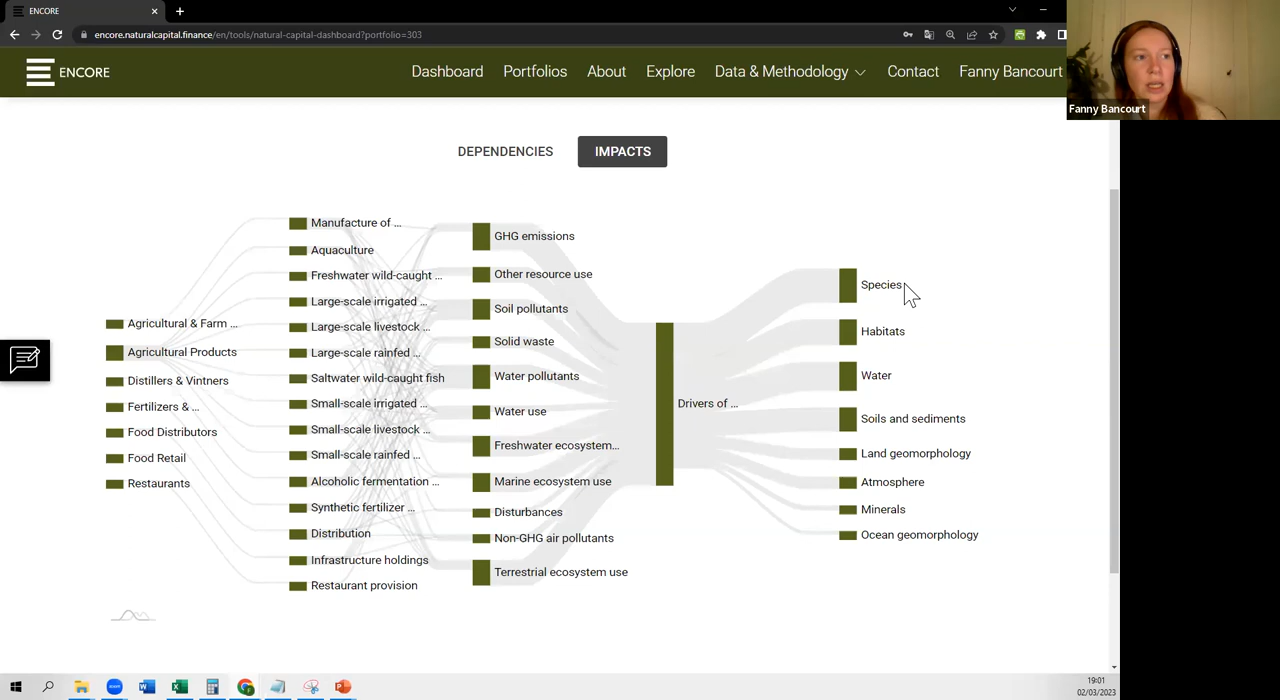 ENCORE
encore.naturalcapital.finance/en/tools/natural-capital-dashboard?portfolio=303
ENCORE
Dashboard Portfolios About Explore Data & Methodology Contact Fanny Bancourt
Fanny Bancourt
DEPENDENCIES IMPACTS
Agricultural & Farm ...
Agricultural Products
Distillers & Vintners
Fertilizers & ...
Food Distributors
Food Retail
Restaurants
Manufacture of ...
Aquaculture
Freshwater wild-caught ...
Large-scale irrigated ...
Large-scale livestock ...
Large-scale rainfed ...
Saltwater wild-caught fish
Small-scale irrigated ...
Small-scale livestock ...
Small-scale rainfed ...
Alcoholic fermentation ...
Synthetic fertilizer ...
Distribution
Infrastructure holdings
Restaurant provision
GHG emissions
Other resource use
Soil pollutants
Solid waste
Water pollutants
Water use
Freshwater ecosystem...
Marine ecosystem use
Disturbances
Non-GHG air pollutants
Terrestrial ecosystem use
Drivers of ...
Species
Habitats
Water
Soils and sediments
Land geomorphology
Atmosphere
Minerals
Ocean geomorphology
19:01
02/03/2023